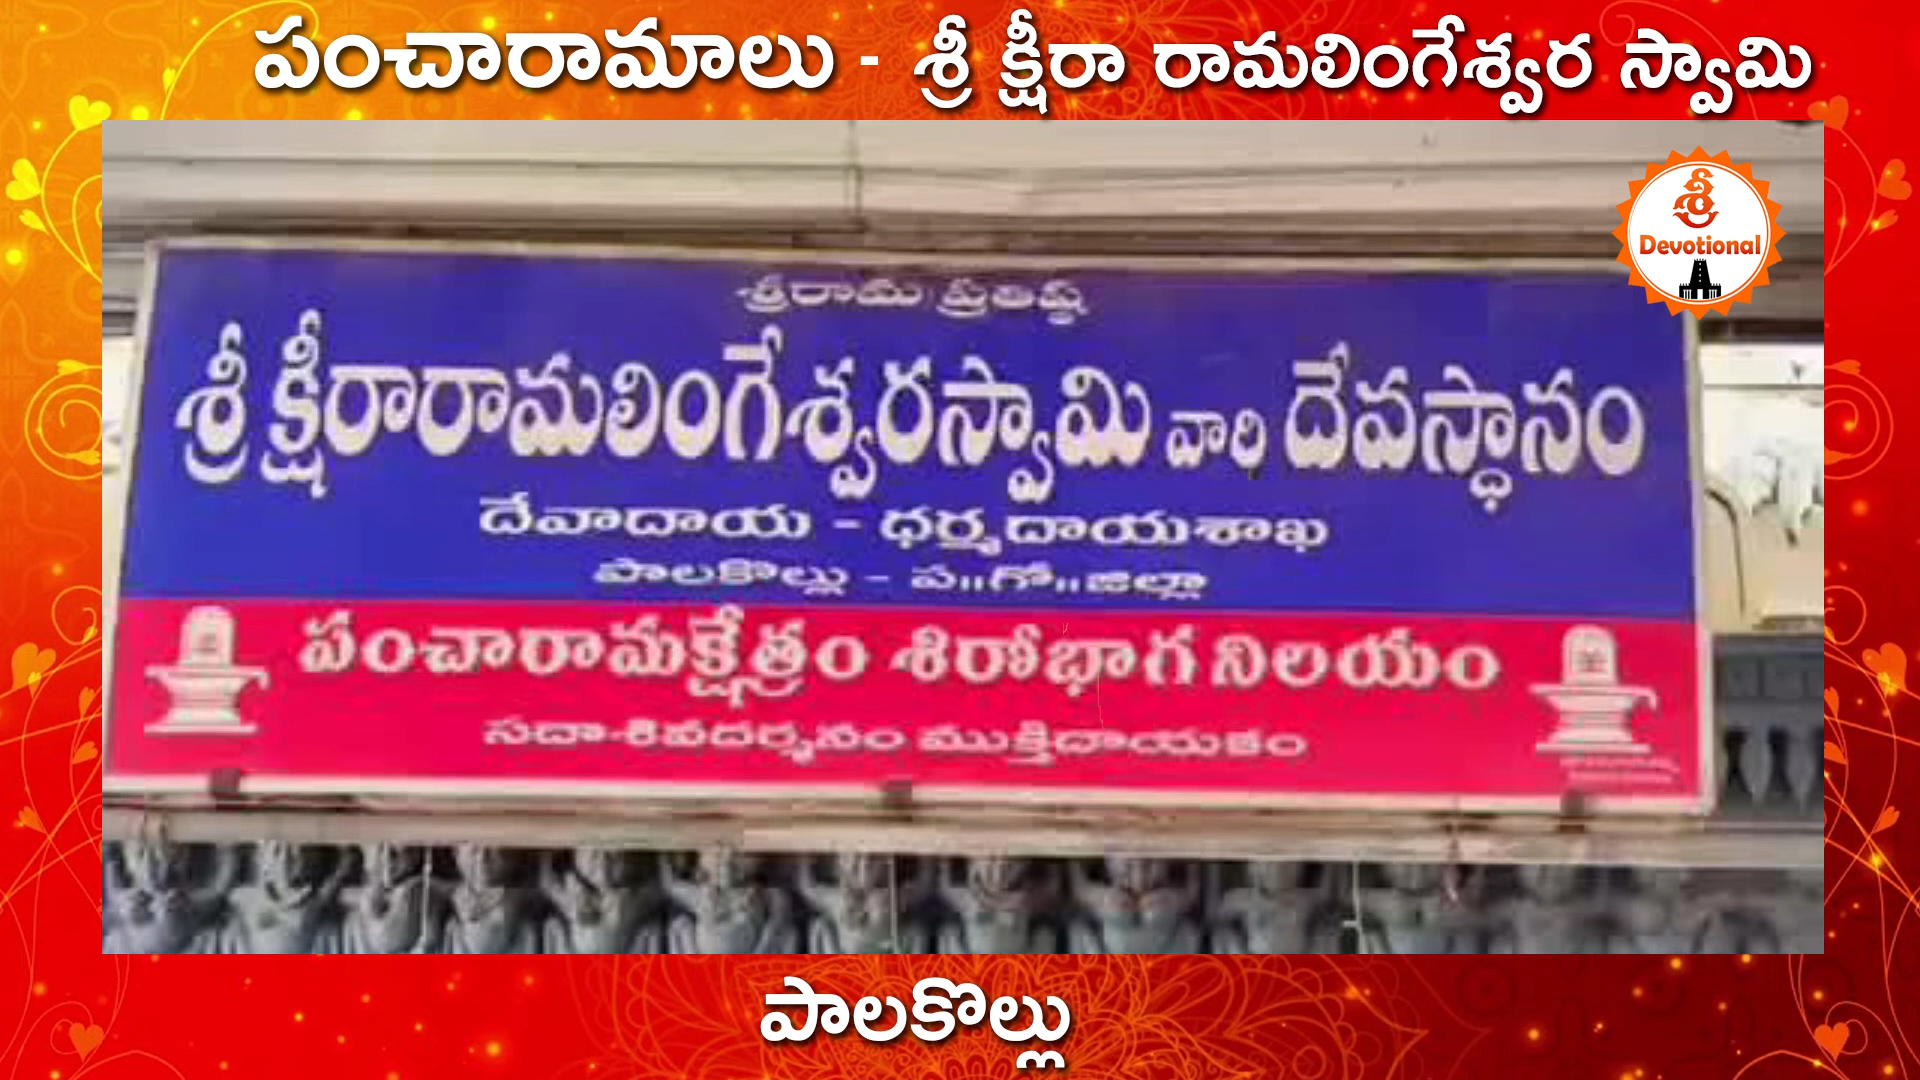 పంచారామాలు - శ్రీ క్షీరా రామలింగేశ్వర స్వామి
శ్రీ
Devotional
శ్రీరామ ప్రతిష్ఠ
శ్రీ క్షీరారామలింగేశ్వరస్వామి వారి దేవస్థానం
దేవాదాయ - ధర్మదాయశాఖ
పాలకొల్లు - ప||గో||జిల్లా
పంచారామక్షేత్రం శిరోభాగ నిలయం
సదా శివదర్శనం ముక్తిదాయకం
పాలకొల్లు